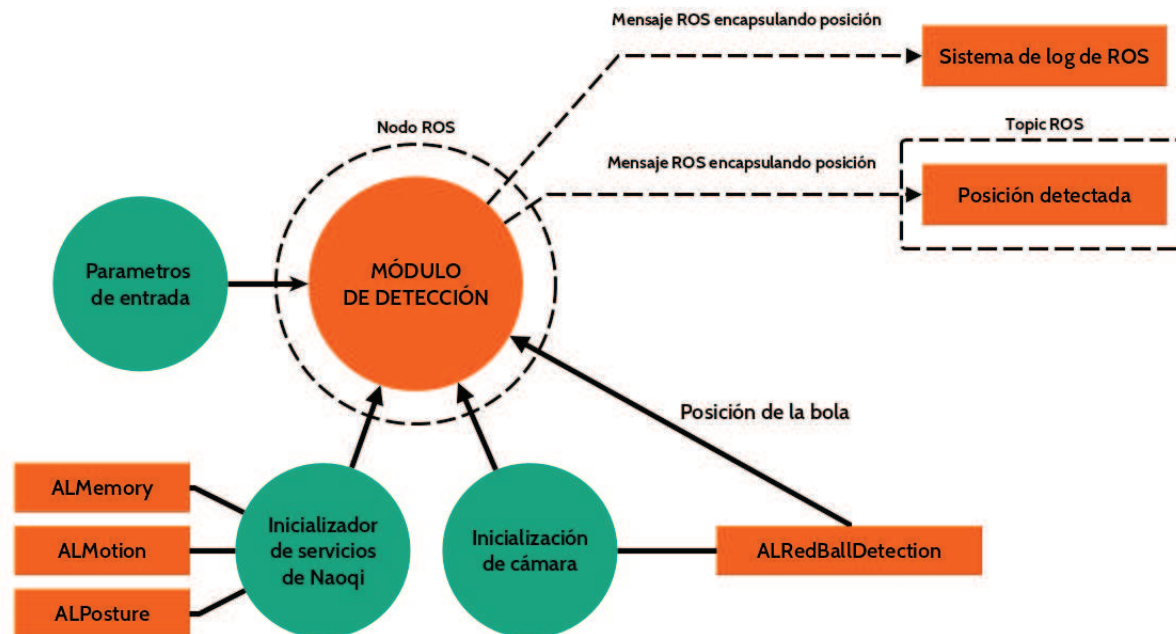 Mensaje ROS encapsulando posición
Sistema de log de ROS
Nodo ROS
Topic ROS
Mensaje ROS encapsulando posición
Posición detectada
Parametros
de entrada
MÓDULO
DE DETECCIÓN
Posición de la bola
ALMemory
ALMotion
ALPosture
Inicializador
de servicios
de Naoqi
Inicialización
de cámara
ALRedBallDetection